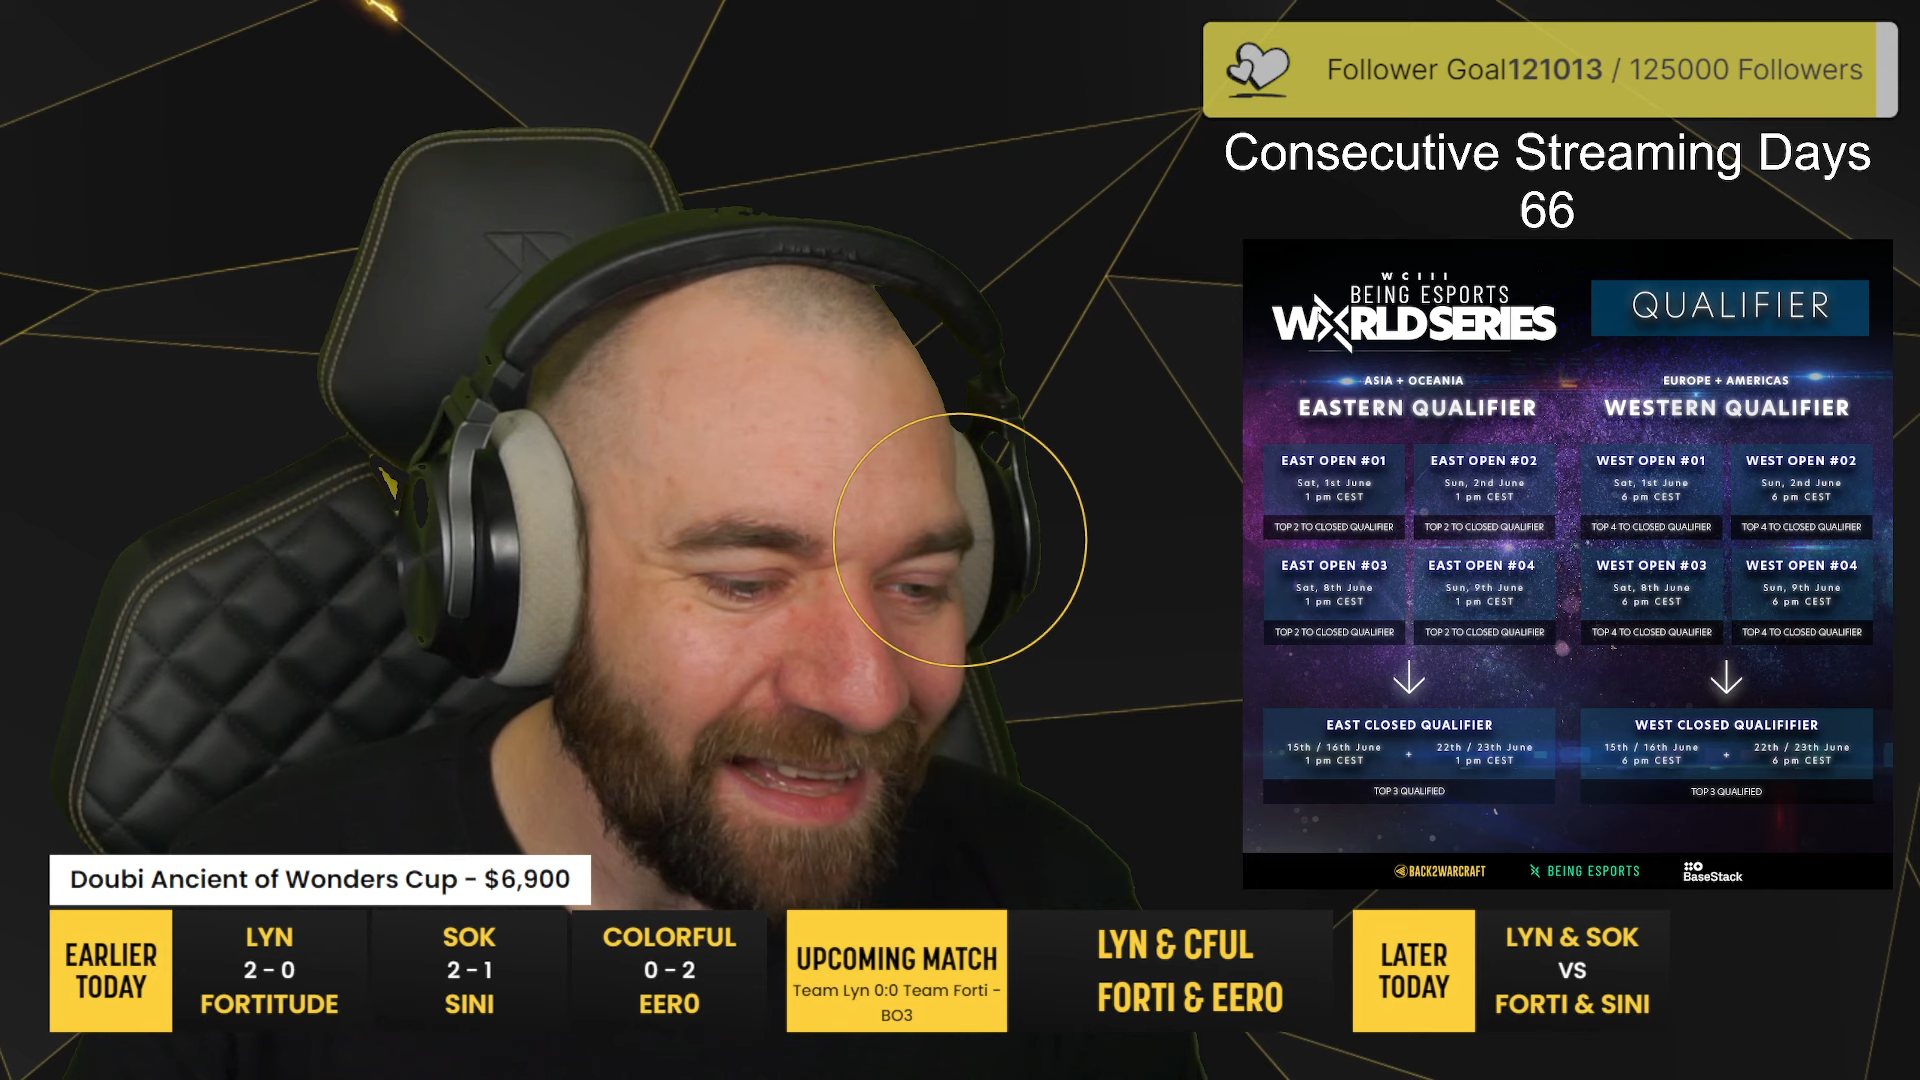 Follower Goal 121013 / 125000 Followers
Consecutive Streaming Days
66
WCIII
BEING ESPORTS
WORLD SERIES
QUALIFIER
ASIA + OCEANIA
EASTERN QUALIFIER
EAST OPEN #01
Sat, 1st June
1 pm CEST
TOP 2 TO CLOSED QUALIFIER
EAST OPEN #02
Sun, 2nd June
1 pm CEST
TOP 2 TO CLOSED QUALIFIER
EAST OPEN #03
Sat, 8th June
1 pm CEST
TOP 2 TO CLOSED QUALIFIER
EAST OPEN #04
Sun, 9th June
1 pm CEST
TOP 2 TO CLOSED QUALIFIER
EAST CLOSED QUALIFIER
15th / 16th June + 22th / 23th June
1 pm CEST 1 pm CEST
TOP 3 QUALIFIED
EUROPE + AMERICAS
WESTERN QUALIFIER
WEST OPEN #01
Sat, 1st June
6 pm CEST
TOP 4 TO CLOSED QUALIFIER
WEST OPEN #02
Sun, 2nd June
6 pm CEST
TOP 4 TO CLOSED QUALIFIER
WEST OPEN #03
Sat, 8th June
6 pm CEST
TOP 4 TO CLOSED QUALIFIER
WEST OPEN #04
Sun, 9th June
6 pm CEST
TOP 4 TO CLOSED QUALIFIER
WEST CLOSED QUALIFIFIER
15th / 16th June + 22th / 23th June
6 pm CEST 6 pm CEST
TOP 3 QUALIFIED
BACK2WARCRAFT
BEING ESPORTS
BaseStack
Doubi Ancient of Wonders Cup - $6,900
EARLIER
TODAY
LYN
2 - 0
FORTITUDE
SOK
2 - 1
SINI
COLORFUL
0 - 2
EER0
UPCOMING MATCH
Team Lyn 0:0 Team Forti -
BO3
LYN & CFUL
FORTI & EER0
LATER
TODAY
LYN & SOK
VS
FORTI & SINI